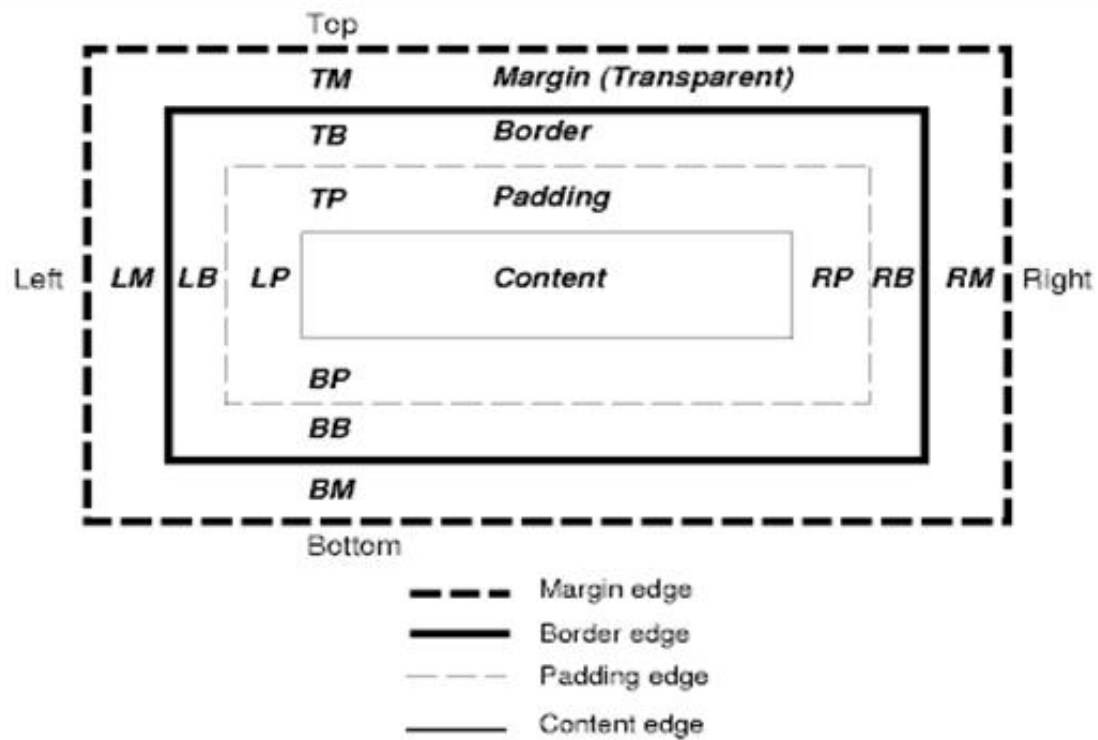 Top
TM Margin (Transparent)
TB Border
TP Padding
Left LM LB LP Content RP RB RM Right
BP
BB
BM
Bottom
Margin edge
Border edge
Padding edge
Content edge